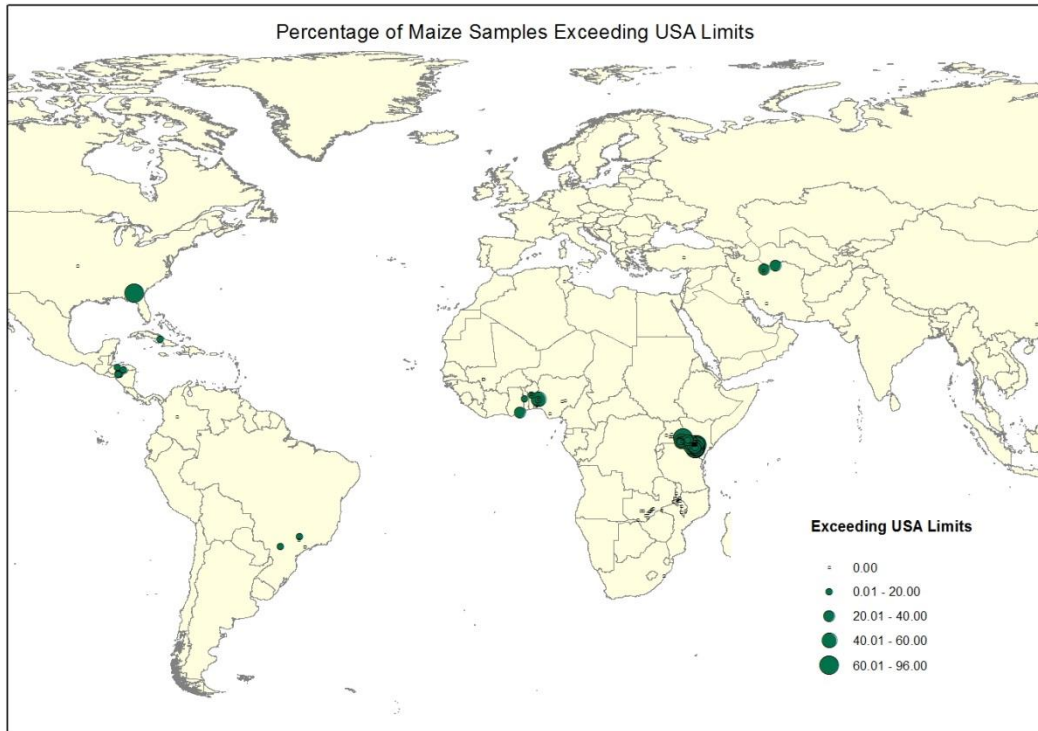 Percentage of Maize Samples Exceeding USA Limits
Exceeding USA Limits
0.00
0.01 - 20.00
20.01 - 40.00
40.01 - 60.00
60.01 - 96.00